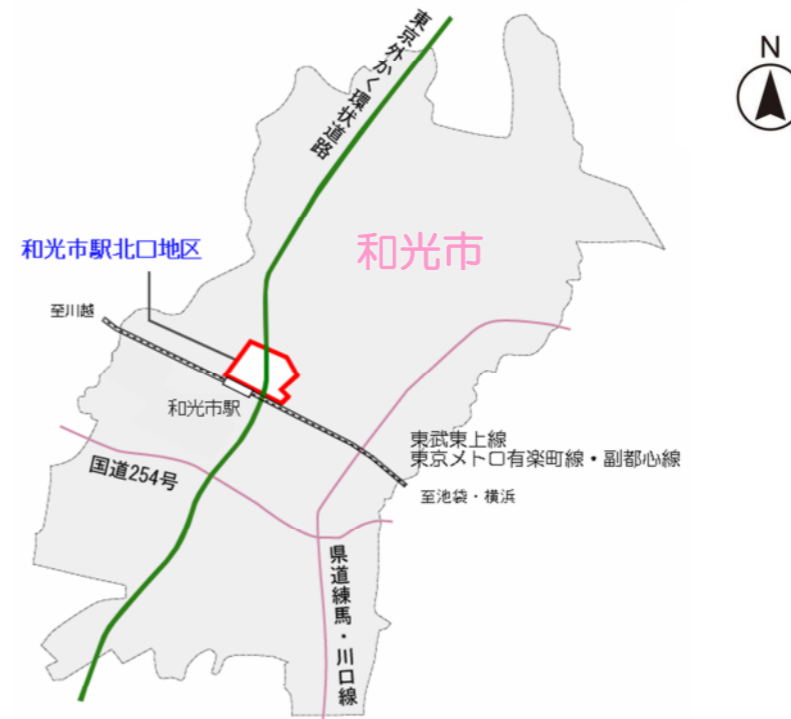 N
東京外かく環状道路
和光市
和光市駅北口地区
至川越
和光市駅
東武東上線
東京メトロ有楽町線・副都心線
至池袋・横浜
国道254号
県道練馬・川口線